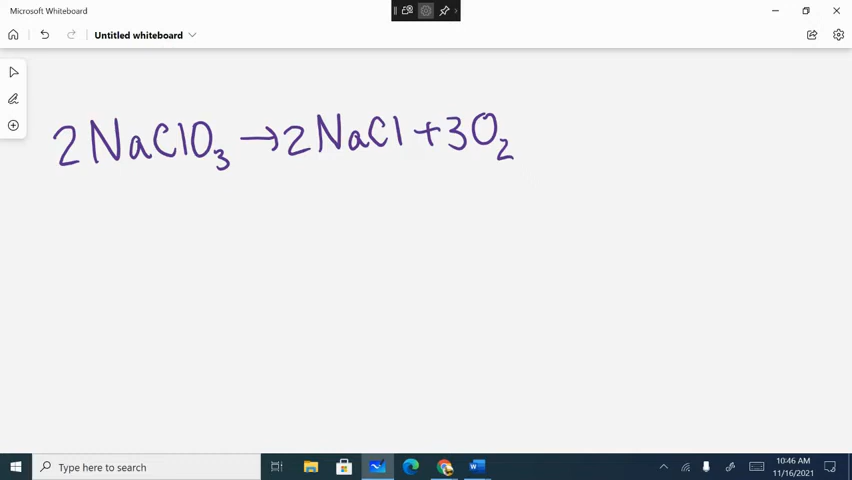 Microsoft Whiteboard
Untitled whiteboard
2NaClO₃ → 2NaCl + 3O₂
Type here to search
10:46 AM
11/16/2021